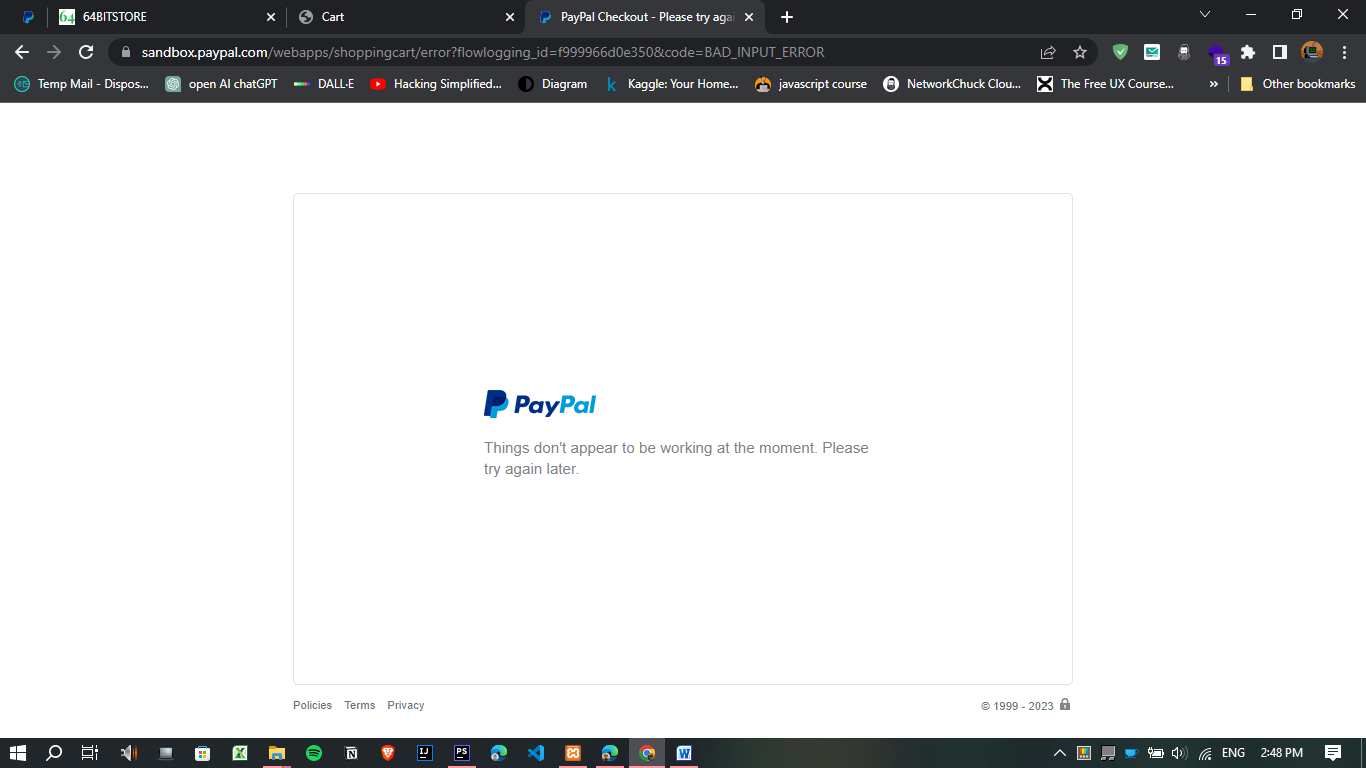 64BITSTORE
Cart
PayPal Checkout - Please try agai
sandbox.paypal.com/webapps/shoppingcart/error?flowlogging_id=f999966d0e350&code=BAD_INPUT_ERROR
15
Temp Mail - Dispos...
open AI chatGPT
DALL·E
Hacking Simplified...
Diagram
Kaggle: Your Home...
javascript course
NetworkChuck Clou...
The Free UX Course...
»
Other bookmarks
PayPal
Things don't appear to be working at the moment. Please
try again later.
Policies Terms Privacy
© 1999 - 2023
ENG
2:48 PM